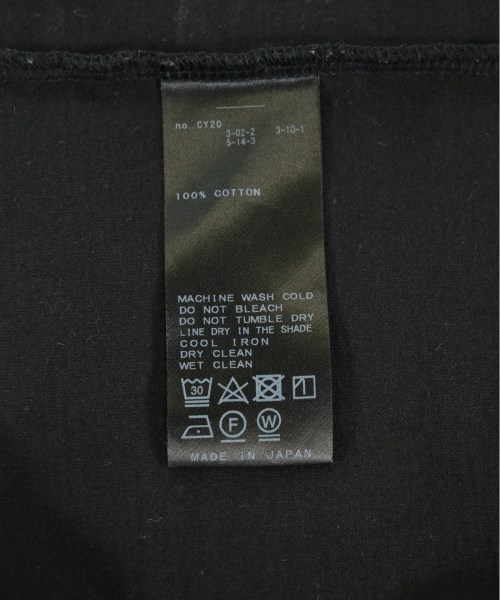 no. CY20
3-02-2 3-10-1
5-14-3
100% COTTON
MACHINE WASH COLD
DO NOT BLEACH
DO NOT TUMBLE DRY
LINE DRY IN THE SHADE
COOL IRON
DRY CLEAN
WET CLEAN
30
F W
MADE IN JAPAN